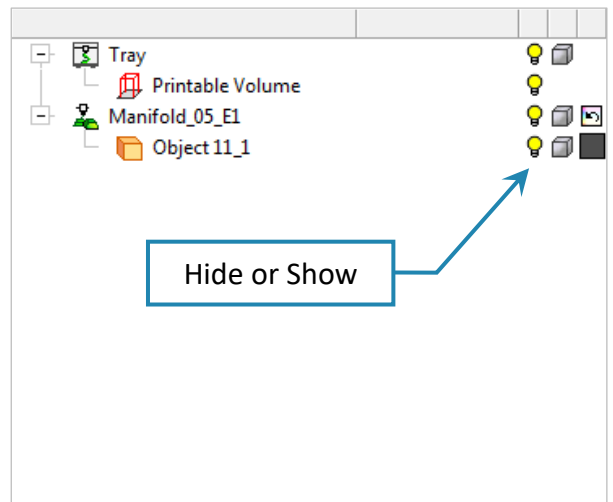 Tray
Printable Volume
Manifold_05_E1
Object 11_1
Hide or Show